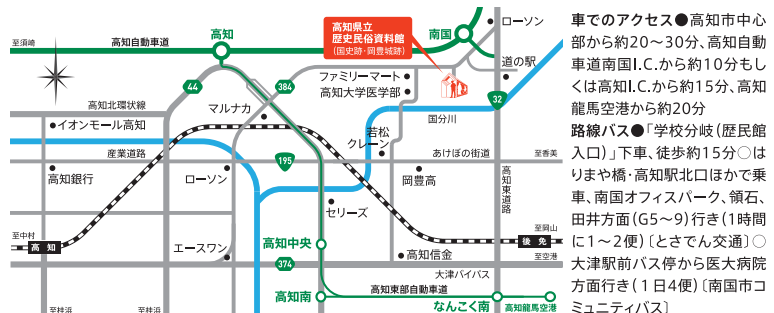 至須崎
高知自動車道
高知
高知県立
歴史民俗資料館
(国史跡・岡豊城跡)
南国
ローソン
道の駅
44
384
ファミリーマート
高知大学医学部
32
高知北環状線
マルナカ
国分川
イオンモール高知
若松
クレーン
産業道路
195
あけぼの街道
至香美
高知銀行
ローソン
岡豊高
高知東道路
セリーズ
至中村
高知
エースワン
高知中央
高知信金
至岡山
後免
374
至空港
大津バイパス
高知南
高知東部自動車道
なんこく南
高知龍馬空港
至桂浜
至桂浜
車でのアクセス●高知市中心
部から約20〜30分、高知自動
車道南国I.C.から約10分もし
くは高知I.C.から約15分、高知
龍馬空港から約20分
路線バス●「学校分岐(歴民館
入口)」下車、徒歩約15分○は
りまや橋・高知駅北口ほかで乗
車、南国オフィスパーク、領石、
田井方面(G5〜9)行き(1時間
に1〜2便)〔とさでん交通〕○
大津駅前バス停から医大病院
方面行き(1日4便)〔南国市コ
ミュニティバス〕